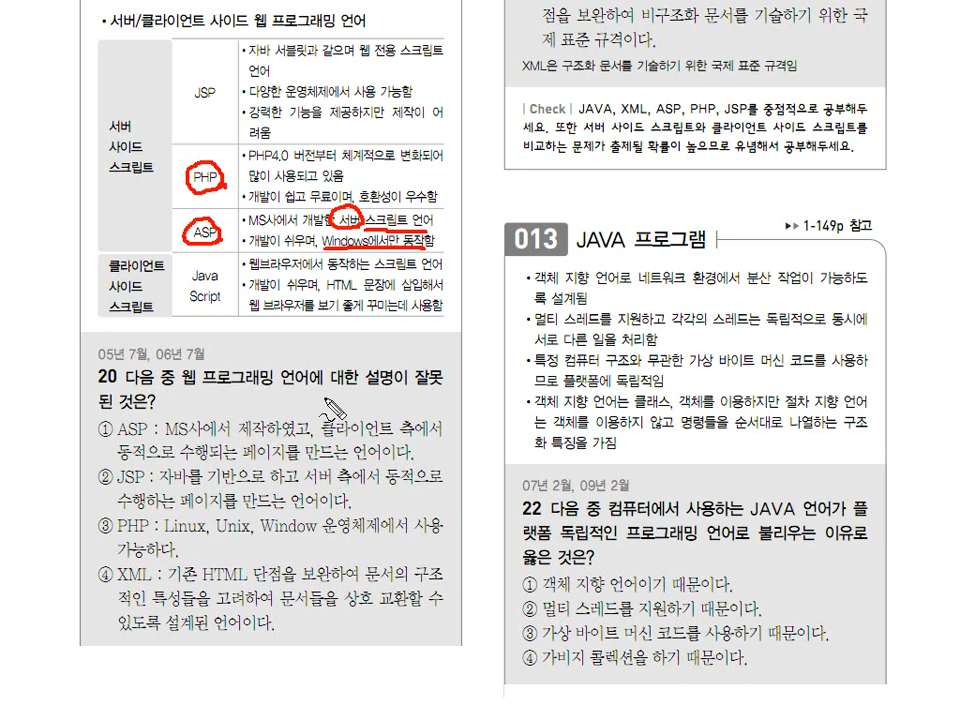 • 서버/클라이언트 사이드 웹 프로그래밍 언어
서버
사이드
스크립트
JSP
• 자바 서블릿과 같으며 웹 전용 스크립트
언어
• 다양한 운영체제에서 사용 가능함
• 강력한 기능을 제공하지만 제작이 어
려움
PHP
• PHP4.0 버전부터 체계적으로 변화되어
많이 사용되고 있음
• 개발이 쉽고 무료이며, 호환성이 우수함
ASP
• MS사에서 개발한 서버 스크립트 언어
• 개발이 쉬우며, Windows에서만 동작함
클라이언트
사이드
스크립트
Java
Script
• 웹브라우저에서 동작하는 스크립트 언어
• 개발이 쉬우며, HTML 문장에 삽입해서
웹 브라우저를 보기 좋게 꾸미는데 사용함
05년 7월, 06년 7월
20 다음 중 웹 프로그래밍 언어에 대한 설명이 잘못
된 것은?
① ASP : MS사에서 제작하였고, 클라이언트 측에서
동적으로 수행되는 페이지를 만드는 언어이다.
② JSP : 자바를 기반으로 하고 서버 측에서 동적으로
수행하는 페이지를 만드는 언어이다.
③ PHP : Linux, Unix, Window 운영체제에서 사용
가능하다.
④ XML : 기존 HTML 단점을 보완하여 문서의 구조
적인 특성들을 고려하여 문서들을 상호 교환할 수
있도록 설계된 언어이다.
점을 보완하여 비구조화 문서를 기술하기 위한 국
제 표준 규격이다.
XML은 구조화 문서를 기술하기 위한 국제 표준 규격임
| Check | JAVA, XML, ASP, PHP, JSP를 중점적으로 공부해두
세요. 또한 서버 사이드 스크립트와 클라이언트 사이드 스크립트를
비교하는 문제가 출제될 확률이 높으므로 유념해서 공부해두세요.
013 JAVA 프로그램
▶▶ 1-149p 참고
• 객체 지향 언어로 네트워크 환경에서 분산 작업이 가능하도
록 설계됨
• 멀티 스레드를 지원하고 각각의 스레드는 독립적으로 동시에
서로 다른 일을 처리함
• 특정 컴퓨터 구조와 무관한 가상 바이트 머신 코드를 사용하
므로 플랫폼에 독립적임
• 객체 지향 언어는 클래스, 객체를 이용하지만 절차 지향 언어
는 객체를 이용하지 않고 명령들을 순서대로 나열하는 구조
화 특징을 가짐
07년 2월, 09년 2월
22 다음 중 컴퓨터에서 사용하는 JAVA 언어가 플
랫폼 독립적인 프로그래밍 언어로 불리우는 이유로
옳은 것은?
① 객체 지향 언어이기 때문이다.
② 멀티 스레드를 지원하기 때문이다.
③ 가상 바이트 머신 코드를 사용하기 때문이다.
④ 가비지 콜렉션을 하기 때문이다.